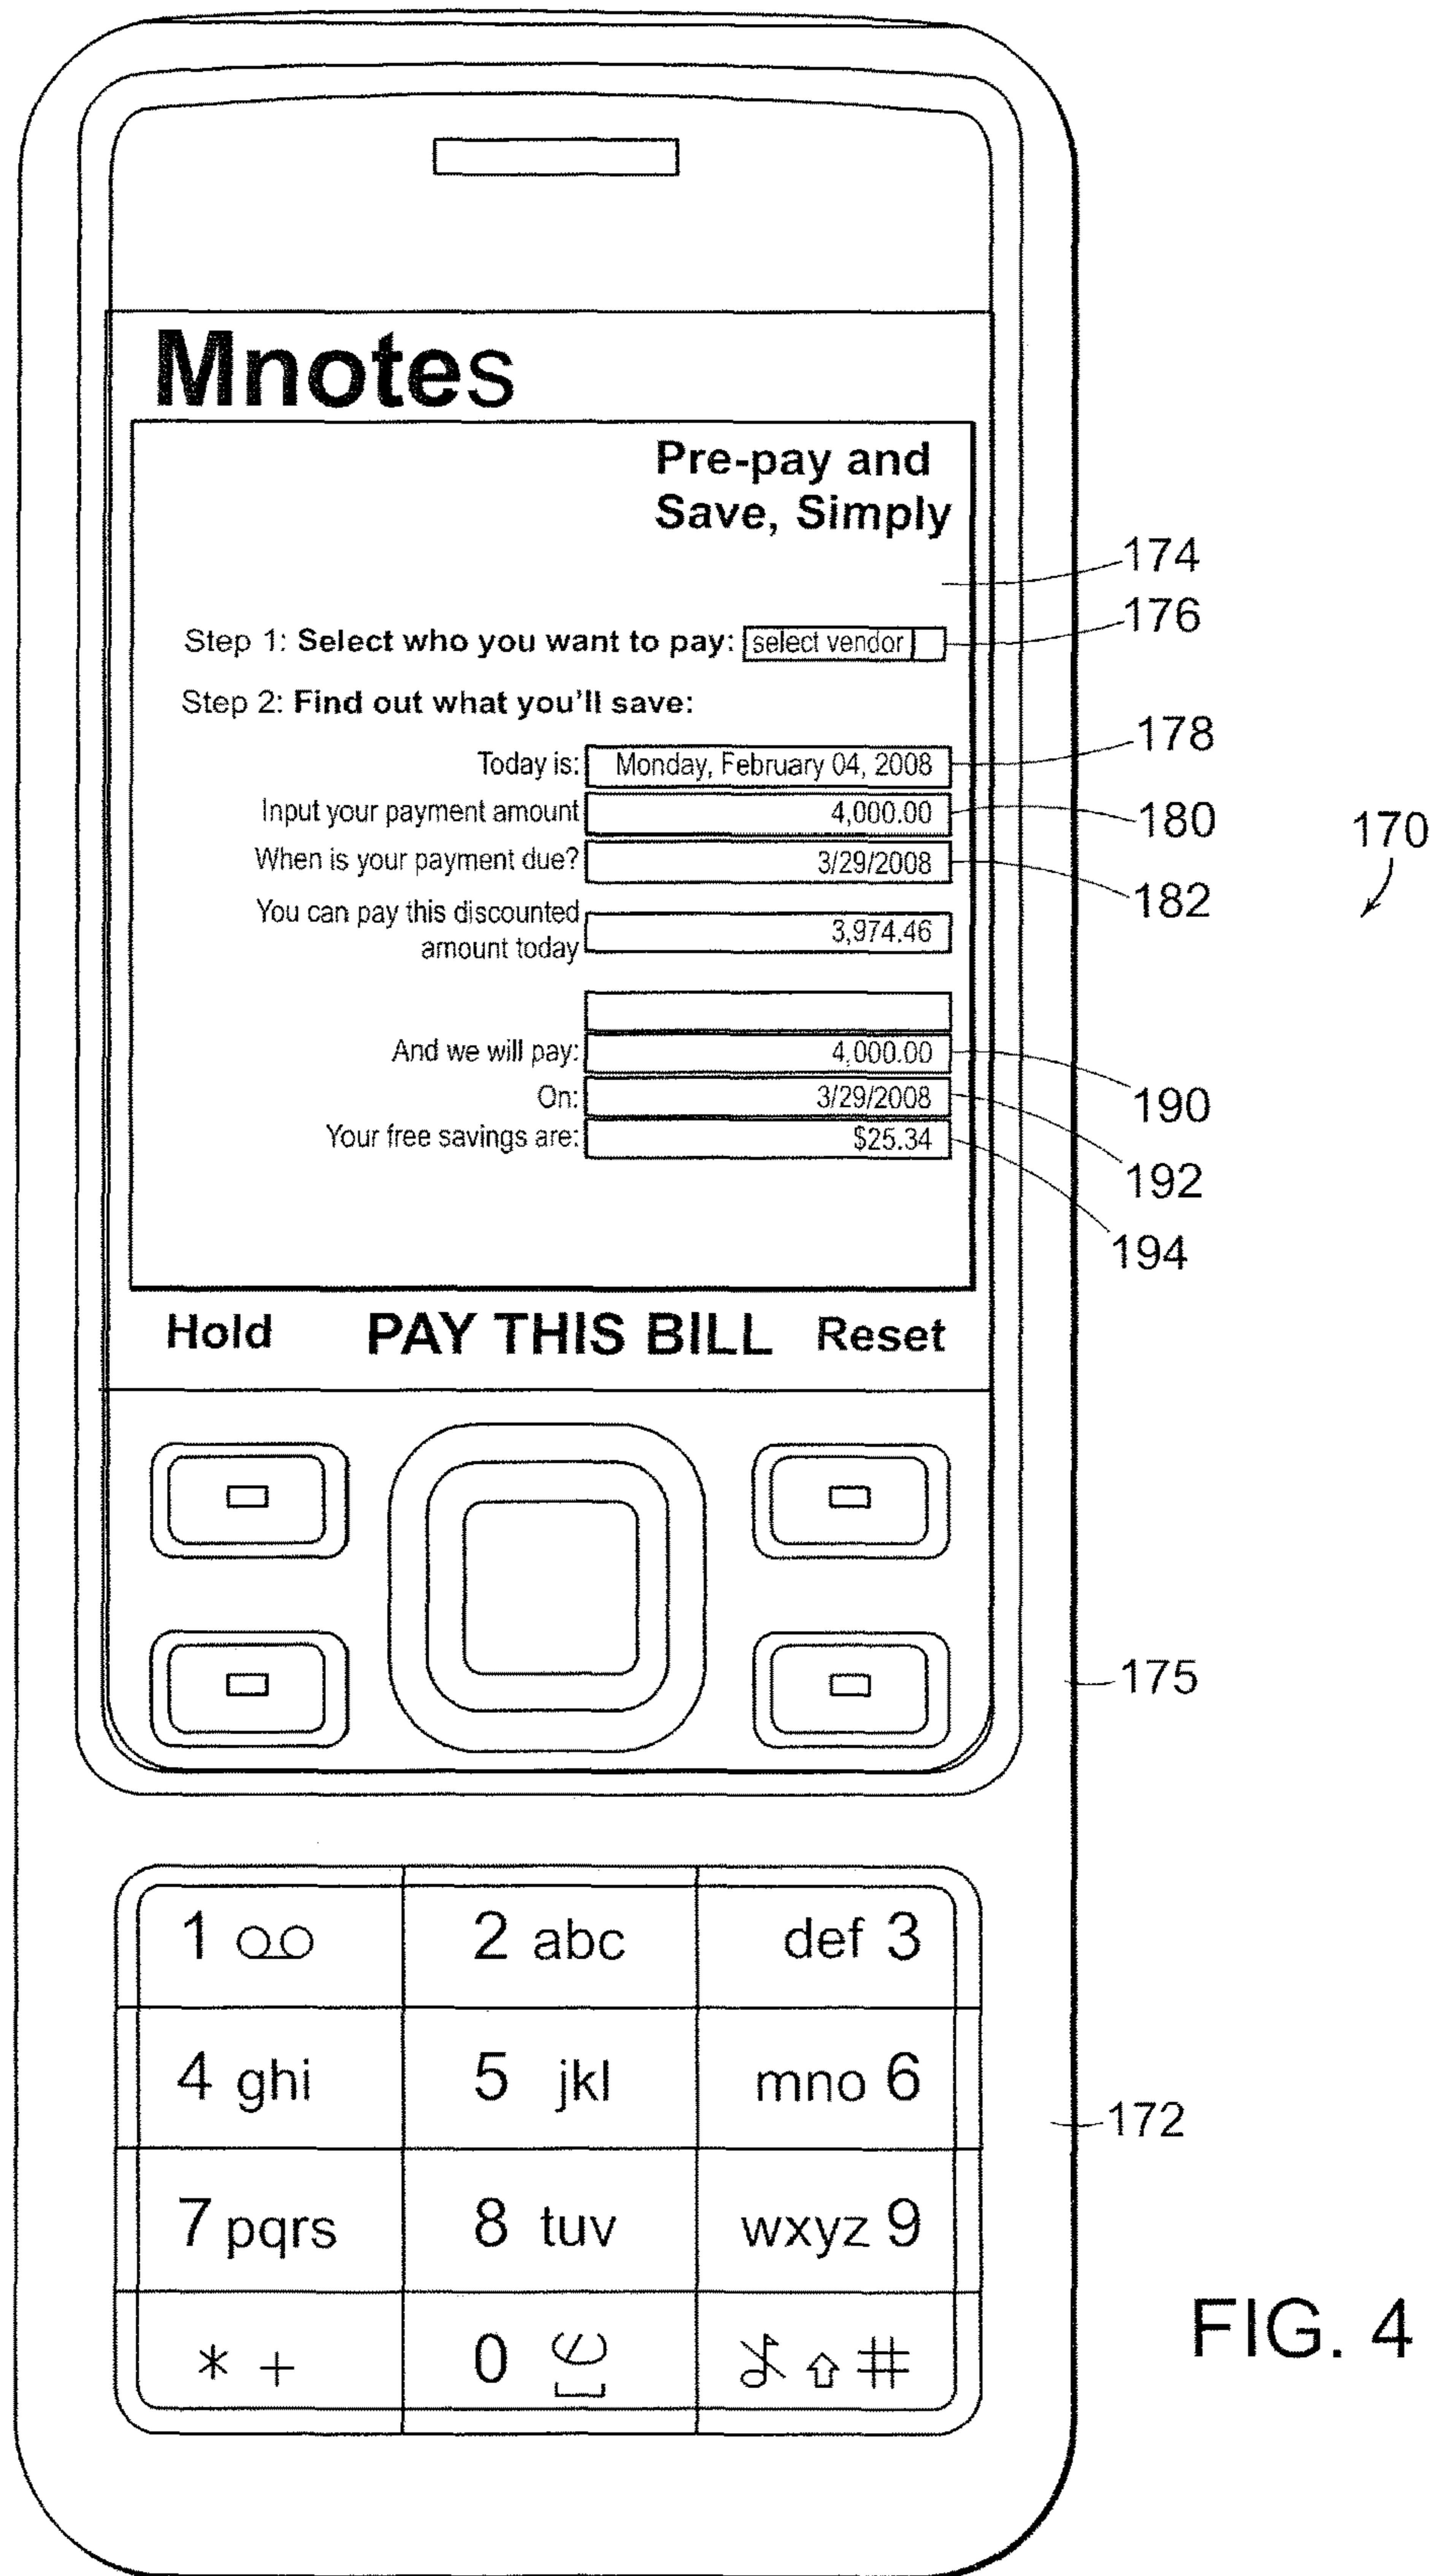 Mnotes
Pre-pay and
Save, Simply
174
Step 1: Select who you want to pay: select vendor
176
Step 2: Find out what you'll save:
Today is: Monday, February 04, 2008
178
Input your payment amount 4,000.00
180
170
When is your payment due? 3/29/2008
182
You can pay this discounted
amount today 3,974.46
And we will pay: 4,000.00
190
On: 3/29/2008
192
Your free savings are: $25.34
194
Hold PAY THIS BILL Reset
175
1 2 abc def 3
4 ghi 5 jkl mno 6
172
7 pqrs 8 tuv wxyz 9
* + 0 #
FIG. 4